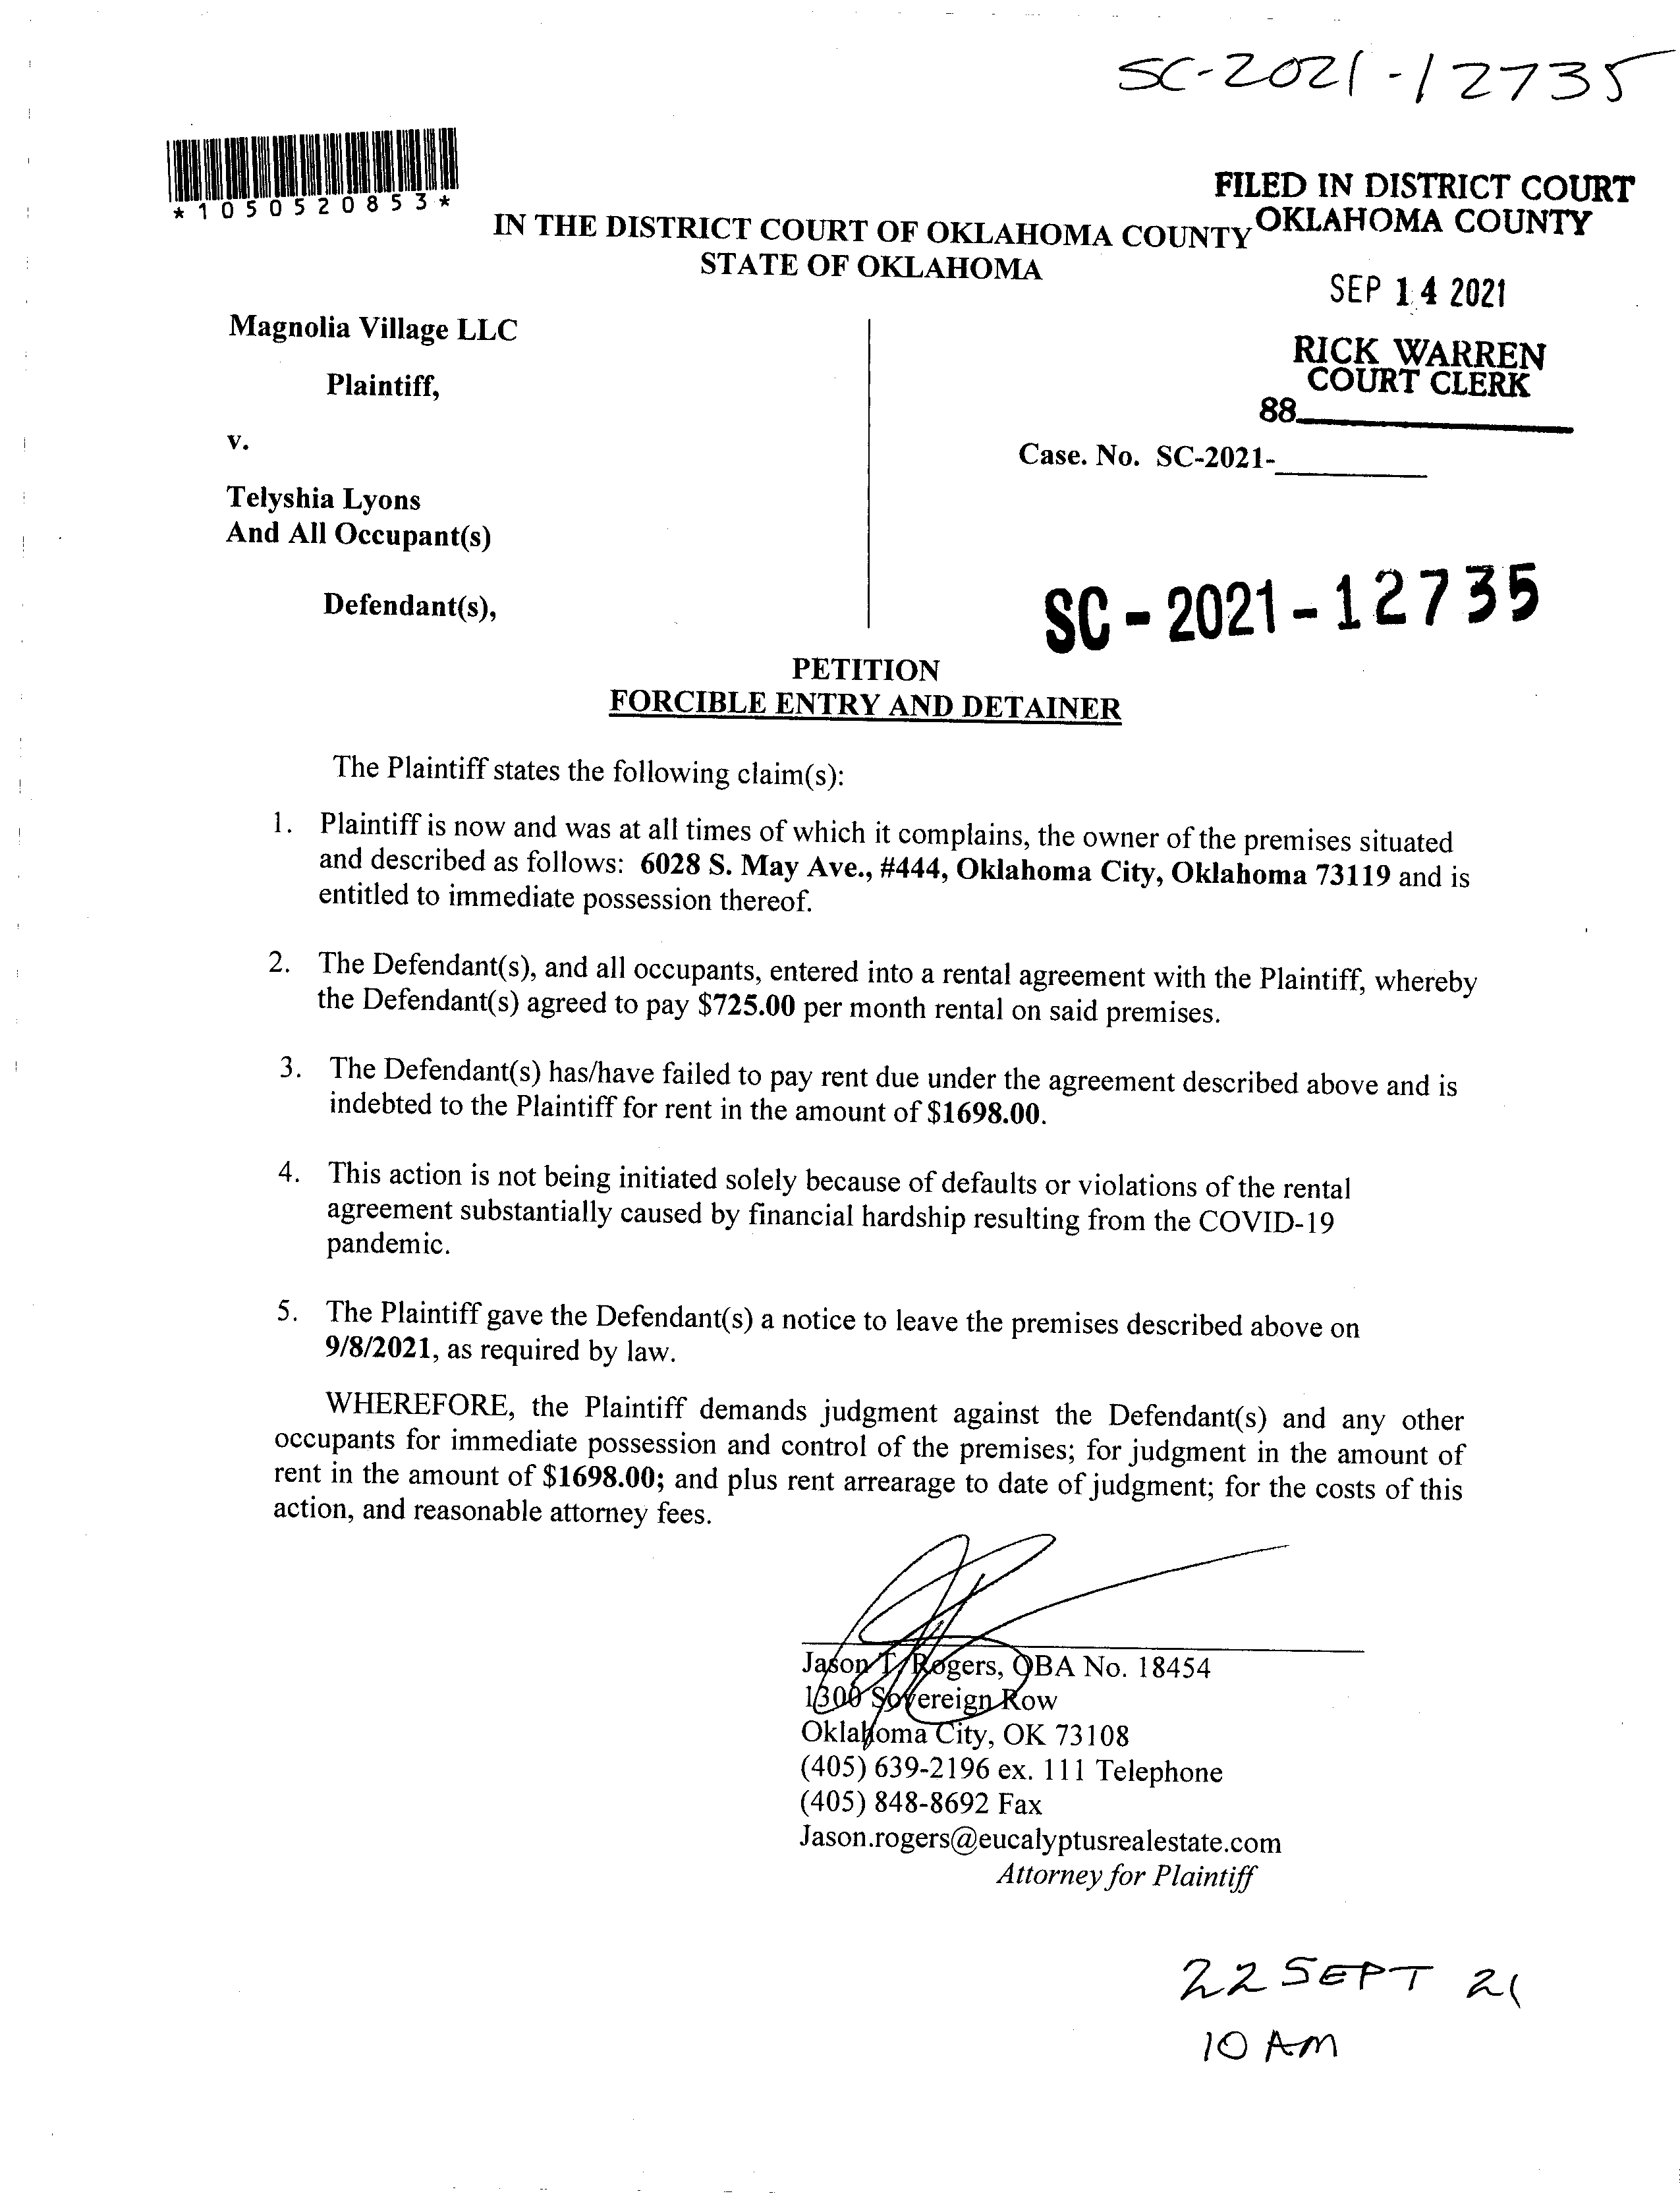 SC-2021-12735
*1050520853*
FILED IN DISTRICT COURT
OKLAHOMA COUNTY
IN THE DISTRICT COURT OF OKLAHOMA COUNTY
STATE OF OKLAHOMA
SEP 14 2021
RICK WARREN
COURT CLERK
88
Magnolia Village LLC
Plaintiff,
v.
Case. No. SC-2021-
Telyshia Lyons
And All Occupant(s)
Defendant(s),
SC-2021-12735
PETITION
FORCIBLE ENTRY AND DETAINER
The Plaintiff states the following claim(s):
1. Plaintiff is now and was at all times of which it complains, the owner of the premises situated
and described as follows: 6028 S. May Ave., #444, Oklahoma City, Oklahoma 73119 and is
entitled to immediate possession thereof.
2. The Defendant(s), and all occupants, entered into a rental agreement with the Plaintiff, whereby
the Defendant(s) agreed to pay $725.00 per month rental on said premises.
3. The Defendant(s) has/have failed to pay rent due under the agreement described above and is
indebted to the Plaintiff for rent in the amount of $1698.00.
4. This action is not being initiated solely because of defaults or violations of the rental
agreement substantially caused by financial hardship resulting from the COVID-19
pandemic.
5. The Plaintiff gave the Defendant(s) a notice to leave the premises described above on
9/8/2021, as required by law.
WHEREFORE, the Plaintiff demands judgment against the Defendant(s) and any other
occupants for immediate possession and control of the premises; for judgment in the amount of
rent in the amount of $1698.00; and plus rent arrearage to date of judgment; for the costs of this
action, and reasonable attorney fees.
Jason T. Rogers, OBA No. 18454
1300 Sovereign Row
Oklahoma City, OK 73108
(405) 639-2196 ex. 111 Telephone
(405) 848-8692 Fax
Jason.rogers@eucalyptusrealestate.com
Attorney for Plaintiff
22 SEPT 21
10 AM